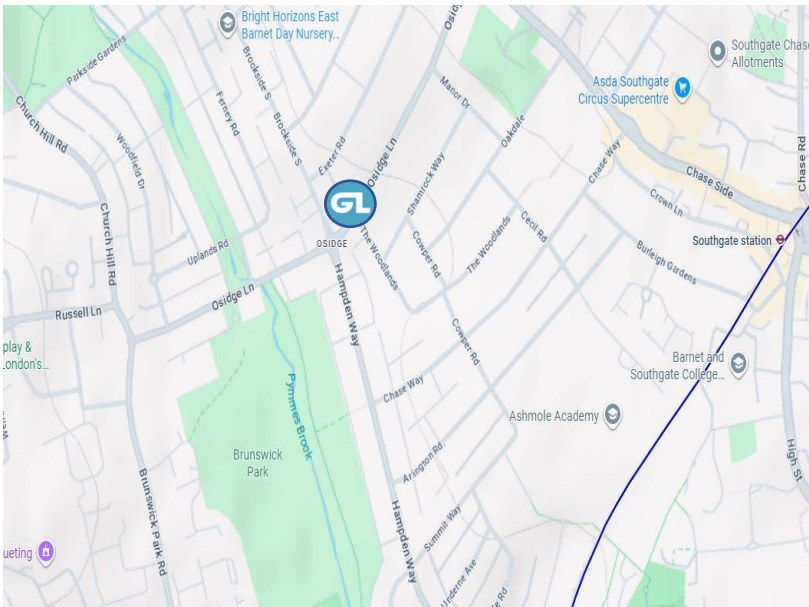 Bright Horizons East
Barnet Day Nursery...
Osidg
Southgate Chase
Allotments
Parkside Gardens
Brookside S
Asda Southgate
Circus Supercentre
Manor Dr
Church Hill Rd
Ferney Rd
Brookside S
Oakdale
Woodfield Dr
Exeter Rd
Osidge Ln
Chase Way
Chase Rd
Shamrock Way
Chase Side
GL
Crown Ln
Church Hill Rd
Uplands Rd
OSIDGE
The Woodlands
Cowper Rd
The Woodlands
Cecil Rd
Southgate station
Burleigh Gardens
Osidge Ln
Hampden Way
Russell Ln
Cowper Rd
play &
London's...
Barnet and
Southgate College...
Chase Way
Pymmes Brook
Ashmole Academy
Brunswick
Park
Arlington Rd
High St
Brunswick Park Rd
Hampden Way
Summit Way
ueting
Underne Ave
le Rd